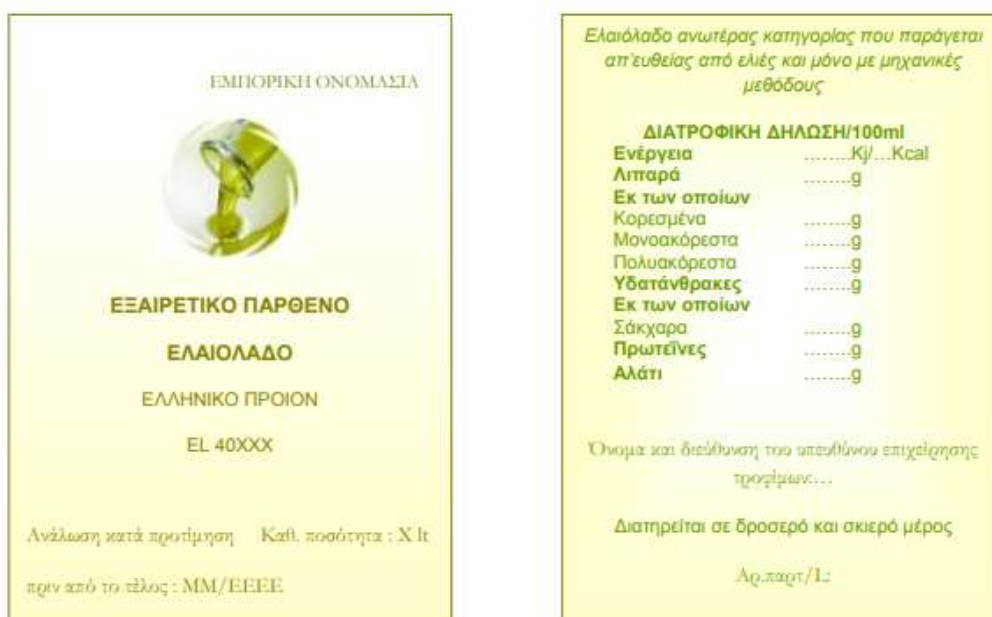 ΕΜΠΟΡΙΚΗ ΟΝΟΜΑΣΙΑ
ΕΞΑΙΡΕΤΙΚΟ ΠΑΡΘΕΝΟ
ΕΛΑΙΟΛΑΔΟ
ΕΛΛΗΝΙΚΟ ΠΡΟΙΟΝ
EL 40XXX
Ανάλωση κατά προτίμηση Καθ. ποσότητα : X lt
πριν από το τέλος : ΜΜ/ΕΕΕΕ
Ελαιόλαδο ανωτέρας κατηγορίας που παράγεται
απ'ευθείας από ελιές και μόνο με μηχανικές
μεθόδους
ΔΙΑΤΡΟΦΙΚΗ ΔΗΛΩΣΗ/100ml
Ενέργεια ........Kj/...Kcal
Λιπαρά ........g
Εκ των οποίων
Κορεσμένα ........g
Μονοακόρεστα ........g
Πολυακόρεστα ........g
Υδατάνθρακες ........g
Εκ των οποίων
Σάκχαρα ........g
Πρωτεΐνες ........g
Αλάτι ........g
Όνομα και διεύθυνση του υπευθύνου επιχείρησης
τροφίμων:…
Διατηρείται σε δροσερό και σκιερό μέρος
Αρ.παρτ/L: